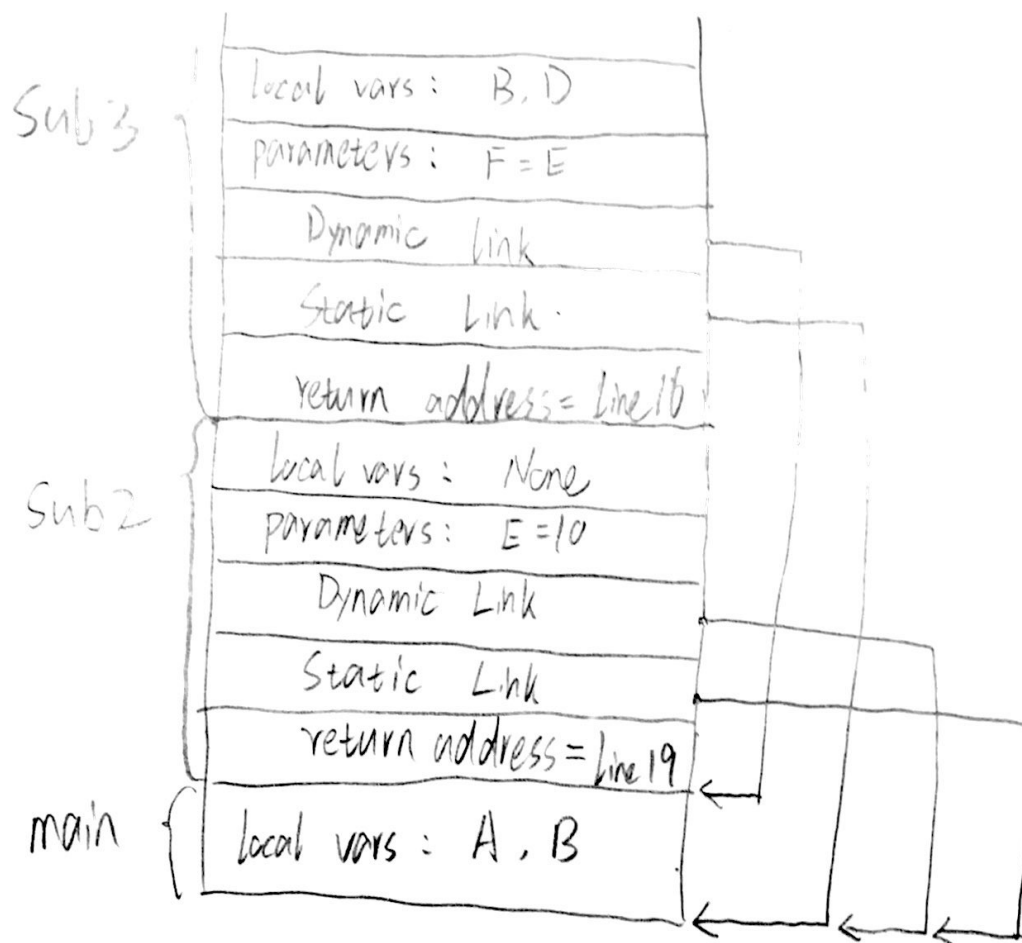 Sub3
local vars: B, D
parameters: F = E
Dynamic link
Static Link.
return address = Line 16
Sub2
local vars: None
parameters: E = 10
Dynamic Link
Static Link
return address = Line 19
main
local vars: A, B